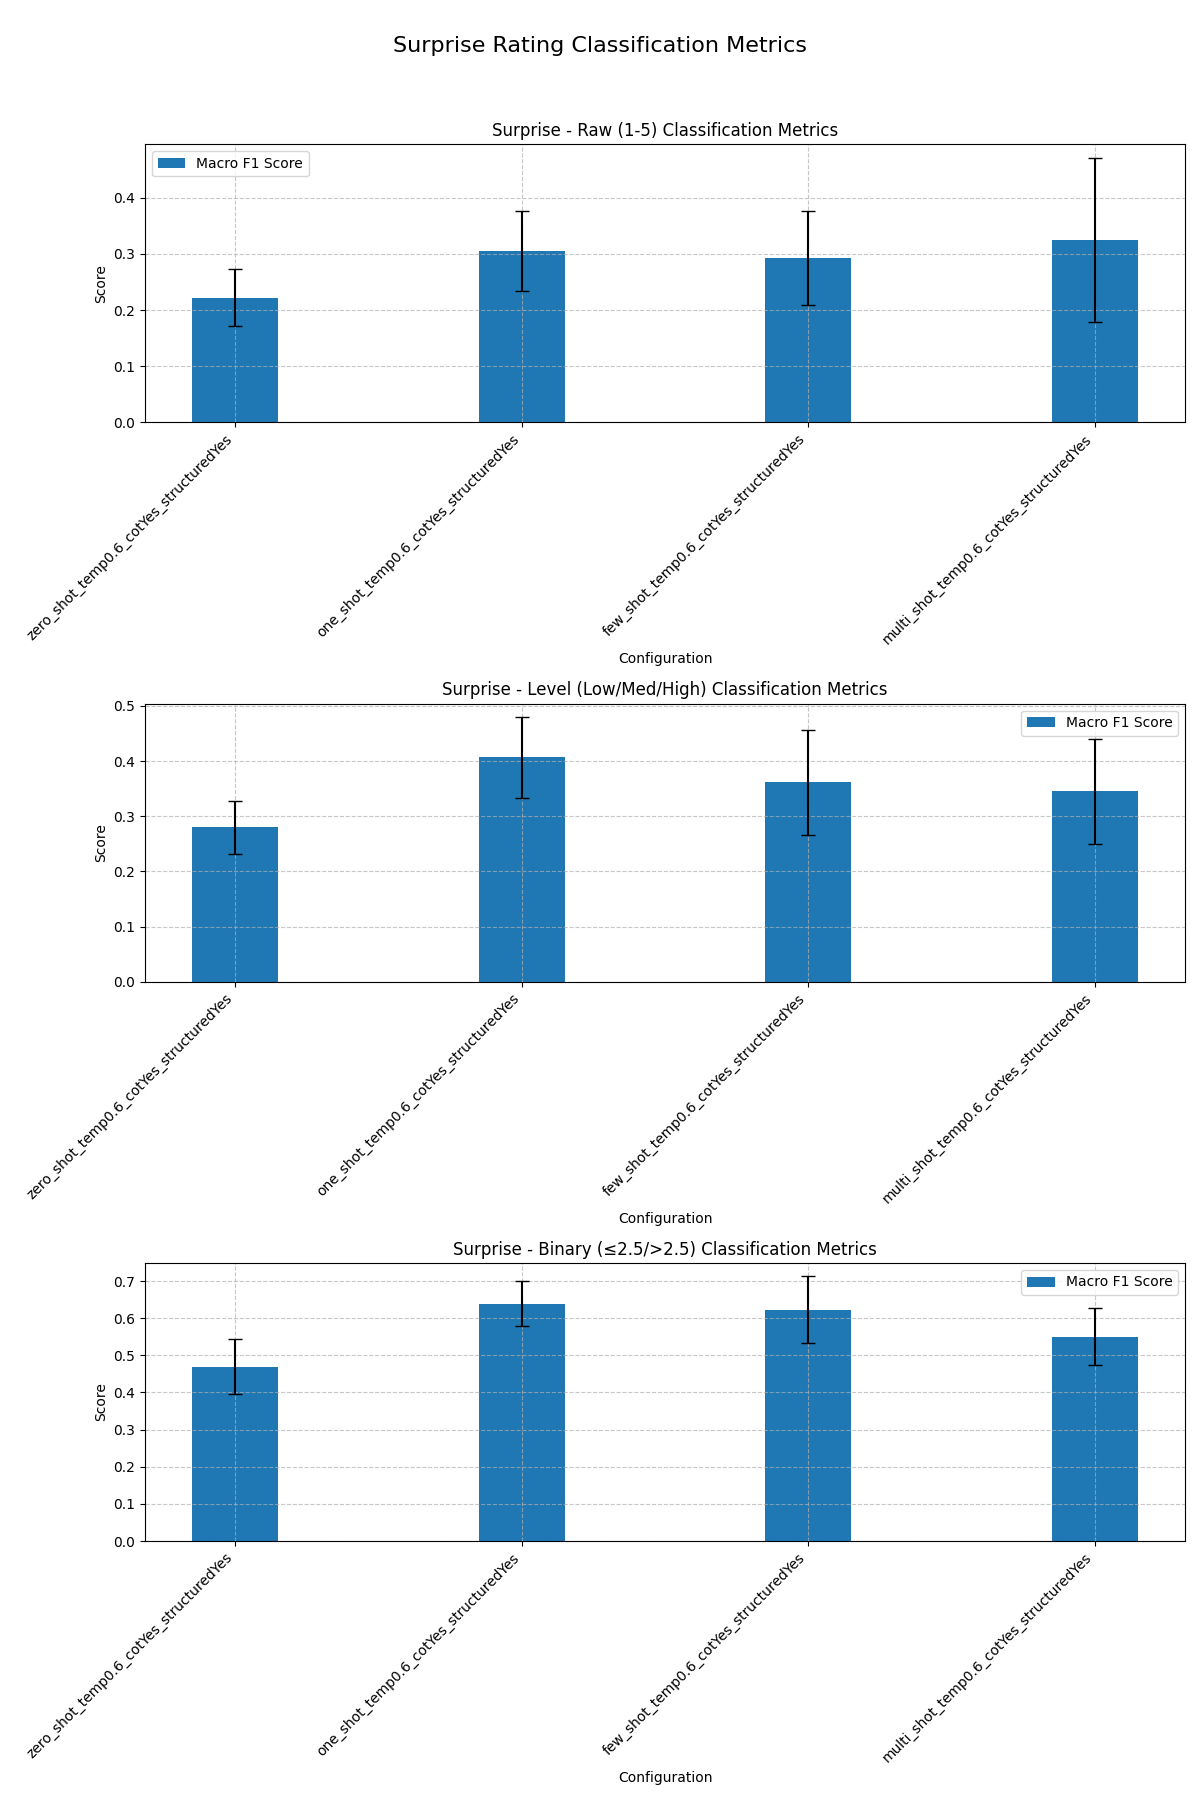 Surprise Rating Classification Metrics
Surprise - Raw (1-5) Classification Metrics
Macro F1 Score
Score
0.4
0.3
0.2
0.1
0.0
zero_shot_temp0.6_cotYes_structuredYes
one_shot_temp0.6_cotYes_structuredYes
few_shot_temp0.6_cotYes_structuredYes
multi_shot_temp0.6_cotYes_structuredYes
Configuration
Surprise - Level (Low/Med/High) Classification Metrics
Macro F1 Score
Score
0.5
0.4
0.3
0.2
0.1
0.0
zero_shot_temp0.6_cotYes_structuredYes
one_shot_temp0.6_cotYes_structuredYes
few_shot_temp0.6_cotYes_structuredYes
multi_shot_temp0.6_cotYes_structuredYes
Configuration
Surprise - Binary (≤2.5/>2.5) Classification Metrics
Macro F1 Score
Score
0.7
0.6
0.5
0.4
0.3
0.2
0.1
0.0
zero_shot_temp0.6_cotYes_structuredYes
one_shot_temp0.6_cotYes_structuredYes
few_shot_temp0.6_cotYes_structuredYes
multi_shot_temp0.6_cotYes_structuredYes
Configuration